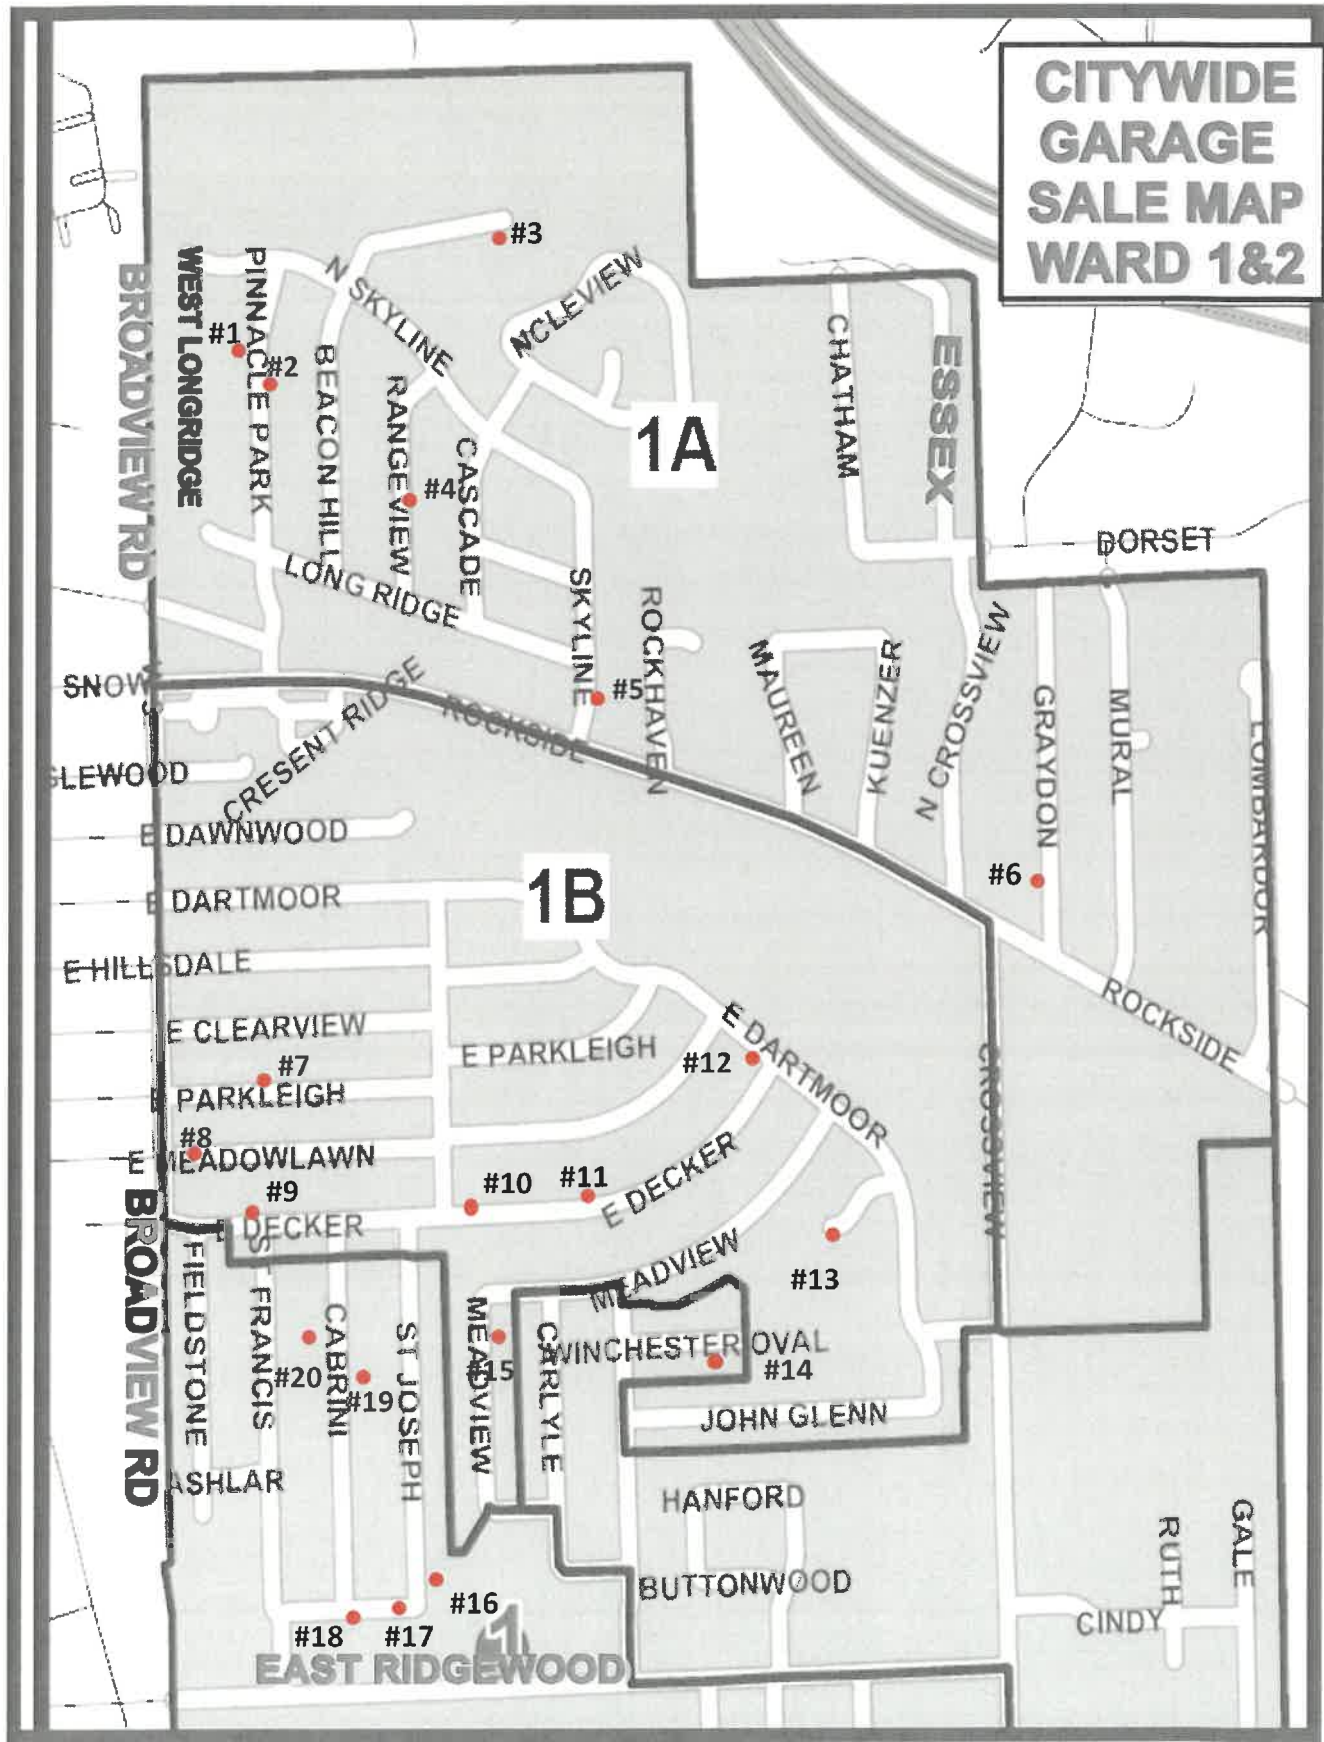 CITYWIDE
GARAGE
SALE MAP
WARD 1&2
#3
WEST LONGRIDGE
PINNACLE PARK
N SKYLINE
NCLEVIEW
BROADVIEW RD
#1
#2
BEACON HILL
RANGEVIEW
CASCADE
1A
CHATHAM
ESSEX
#4
DORSET
LONG RIDGE
SKYLINE
ROCKHAVEN
MAUREEN
KUENZER
N CROSSVIEW
GRAYDON
MURAL
LOMBARDOR
SNOW
#5
CRESENT RIDGE
ROCKSIDE
GLEWOOD
E DAWNWOOD
#6
E DARTMOOR
1B
E HILLSDALE
ROCKSIDE
E CLEARVIEW
E PARKLEIGH
E DARTMOOR
CROSSVIEW
#7
#12
E PARKLEIGH
#8
E MEADOWLAWN
#9
#10
#11
E DECKER
E DECKER
BROADVIEW RD
FIELDSTONE
ST FRANCIS
MEADVIEW
#13
CABRINI
ST JOSEPH
MEADVIEW
CARLYLE
WINCHESTER OVAL
#20
#19
#15
#14
JOHN GLENN
ASHLAR
HANFORD
RUTH
GALE
BUTTONWOOD
#16
#18
#17
CINDY
1
EAST RIDGEWOOD